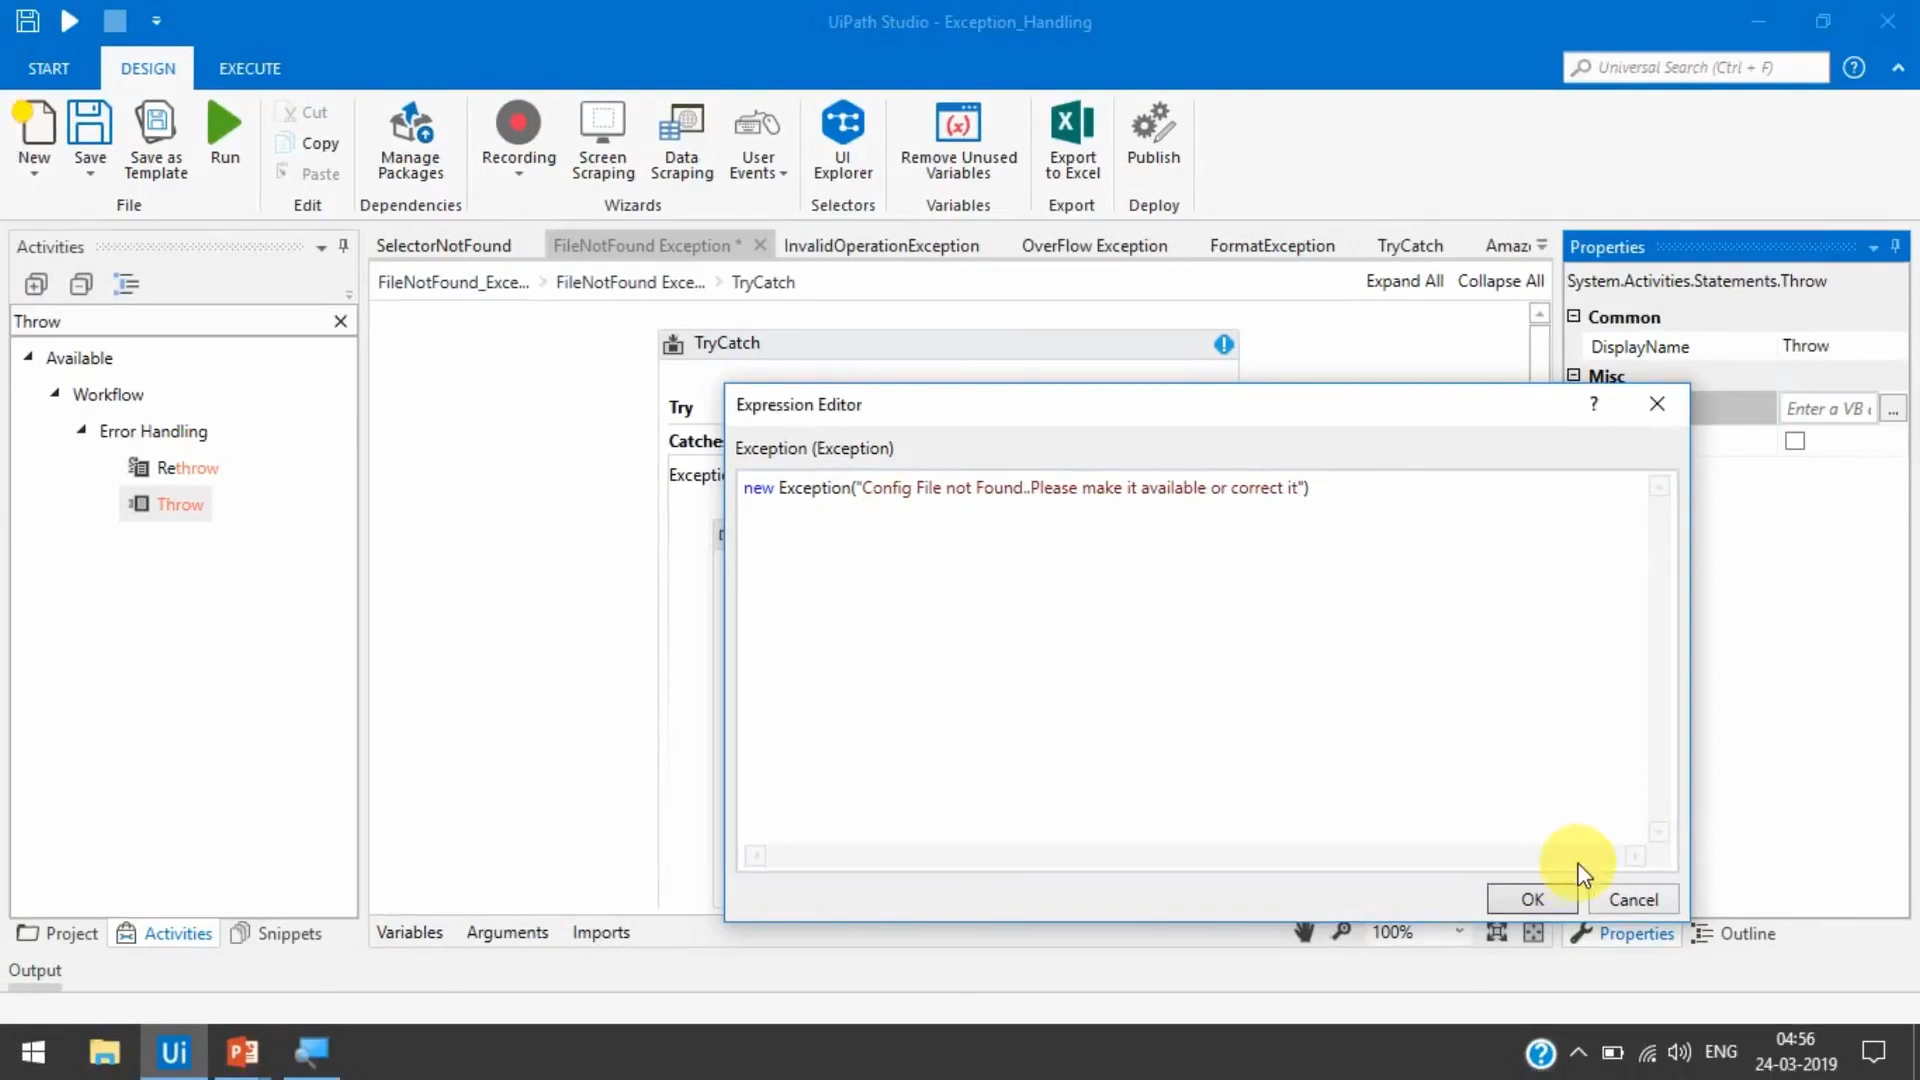 UiPath Studio - Exception_Handling
START
DESIGN
EXECUTE
Universal Search (Ctrl + F)
New
Save
Save as Template
Run
Cut
Copy
Paste
Manage Packages
Recording
Screen Scraping
Data Scraping
User Events
UI Explorer
Remove Unused Variables
Export to Excel
Publish
File
Edit
Dependencies
Wizards
Selectors
Variables
Export
Deploy
Activities
SelectorNotFound
FileNotFound Exception *
InvalidOperationException
OverFlow Exception
FormatException
TryCatch
Amaz
Properties
FileNotFound_Exce...
FileNotFound Exce...
TryCatch
Expand All
Collapse All
System.Activities.Statements.Throw
Throw
Available
Workflow
Error Handling
Rethrow
Throw
TryCatch
Try
Catche
Excepti
Common
DisplayName
Throw
Misc
Enter a VB e
...
Expression Editor
?
Exception (Exception)
new Exception("Config File not Found..Please make it available or correct it")
OK
Cancel
Project
Activities
Snippets
Variables
Arguments
Imports
100%
Properties
Outline
Output
Ui
ENG
04:56
24-03-2019